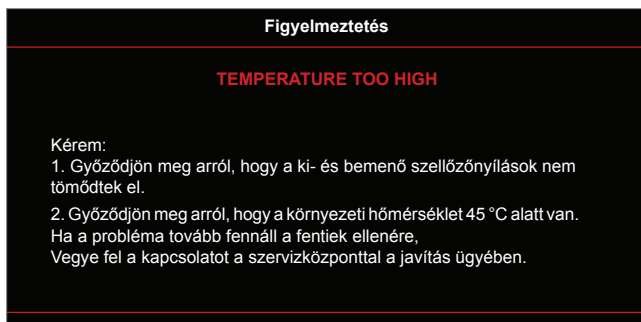 Figyelmeztetés
TEMPERATURE TOO HIGH
Kérem:
1. Győződjön meg arról, hogy a ki- és bemenő szellőzőnyílások nem
tömődtek el.
2. Győződjön meg arról, hogy a környezeti hőmérséklet 45 °C alatt van.
Ha a probléma tovább fennáll a fentiek ellenére,
Vegye fel a kapcsolatot a szervizközponttal a javítás ügyében.